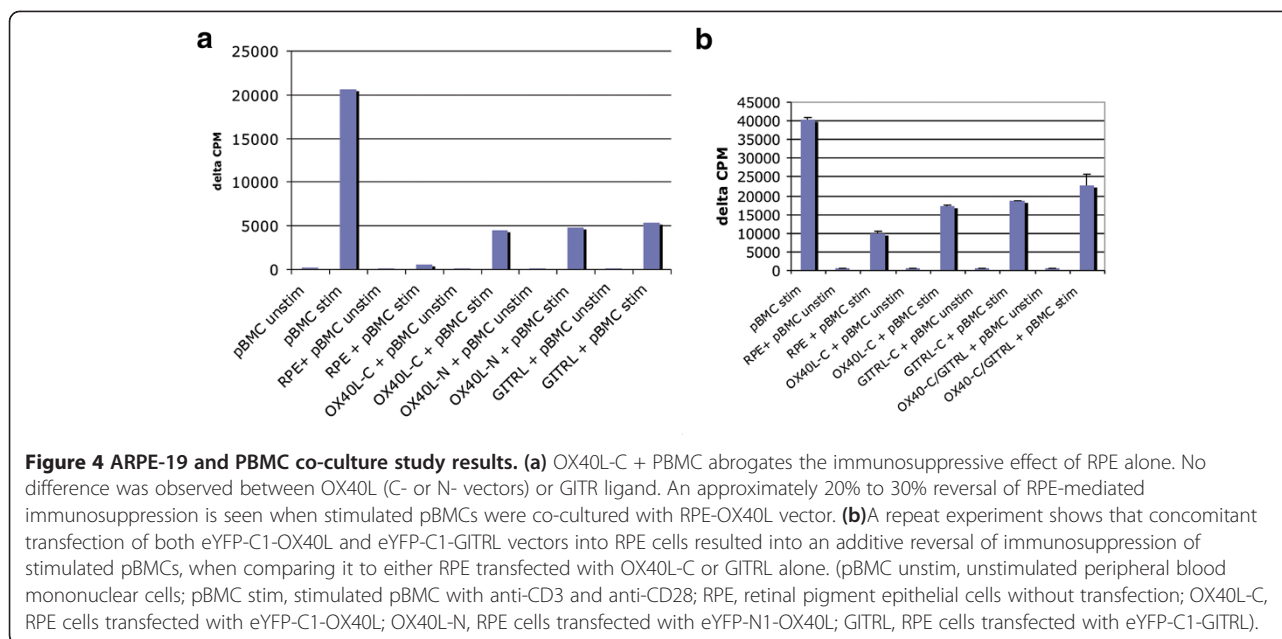 a
25000
20000
15000
10000
5000
0
delta CPM
pBMC unstim
pBMC stim
RPE+ pBMC unstim
RPE + pBMC stim
OX40L-C + pBMC unstim
OX40L-C + pBMC stim
OX40L-N + pBMC unstim
OX40L-N + pBMC stim
GITRL + pBMC unstim
GITRL + pBMC stim
b
45000
40000
35000
30000
25000
20000
15000
10000
5000
0
delta CPM
pBMC stim
RPE+ pBMC unstim
RPE + pBMC stim
OX40L-C + pBMC unstim
OX40L-C + pBMC stim
GITRL-C + pBMC unstim
GITRL-C + pBMC stim
OX40-C/GITRL + pBMC unstim
OX40-C/GITRL + pBMC stim
Figure 4 ARPE-19 and PBMC co-culture study results. (a) OX40L-C + PBMC abrogates the immunosuppressive effect of RPE alone. No
difference was observed between OX40L (C- or N- vectors) or GITR ligand. An approximately 20% to 30% reversal of RPE-mediated
immunosuppression is seen when stimulated pBMCs were co-cultured with RPE-OX40L vector. (b)A repeat experiment shows that concomitant
transfection of both eYFP-C1-OX40L and eYFP-C1-GITRL vectors into RPE cells resulted into an additive reversal of immunosuppression of
stimulated pBMCs, when comparing it to either RPE transfected with OX40L-C or GITRL alone. (pBMC unstim, unstimulated peripheral blood
mononuclear cells; pBMC stim, stimulated pBMC with anti-CD3 and anti-CD28; RPE, retinal pigment epithelial cells without transfection; OX40L-C,
RPE cells transfected with eYFP-C1-OX40L; OX40L-N, RPE cells transfected with eYFP-N1-OX40L; GITRL, RPE cells transfected with eYFP-C1-GITRL).